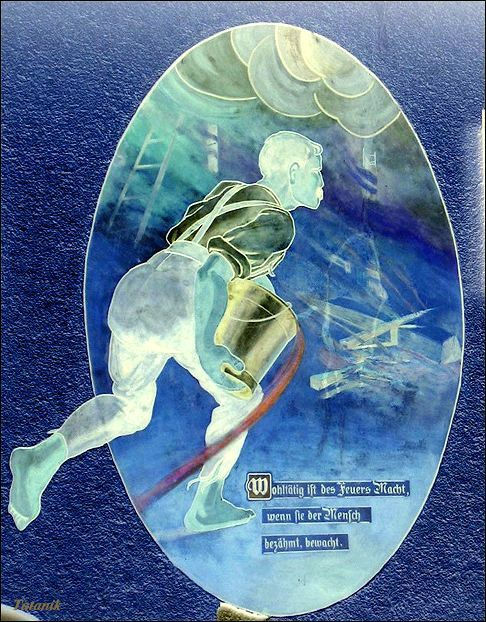 Wohltätig ist des Feuers Macht,
wenn sie der Mensch
bezähmt, bewacht.
Tatanik